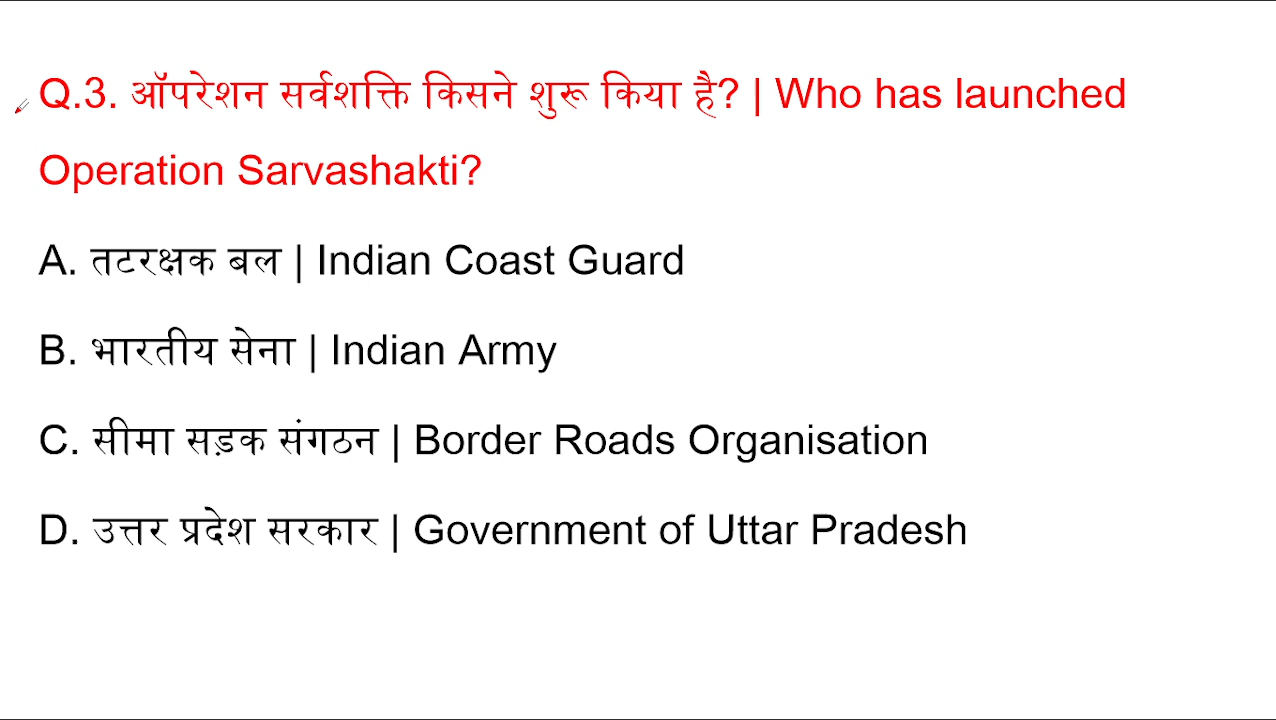 Q.3. ऑपरेशन सर्वशक्ति किसने शुरू किया है? | Who has launched
Operation Sarvashakti?
A. तटरक्षक बल | Indian Coast Guard
B. भारतीय सेना | Indian Army
C. सीमा सड़क संगठन | Border Roads Organisation
D. उत्तर प्रदेश सरकार | Government of Uttar Pradesh